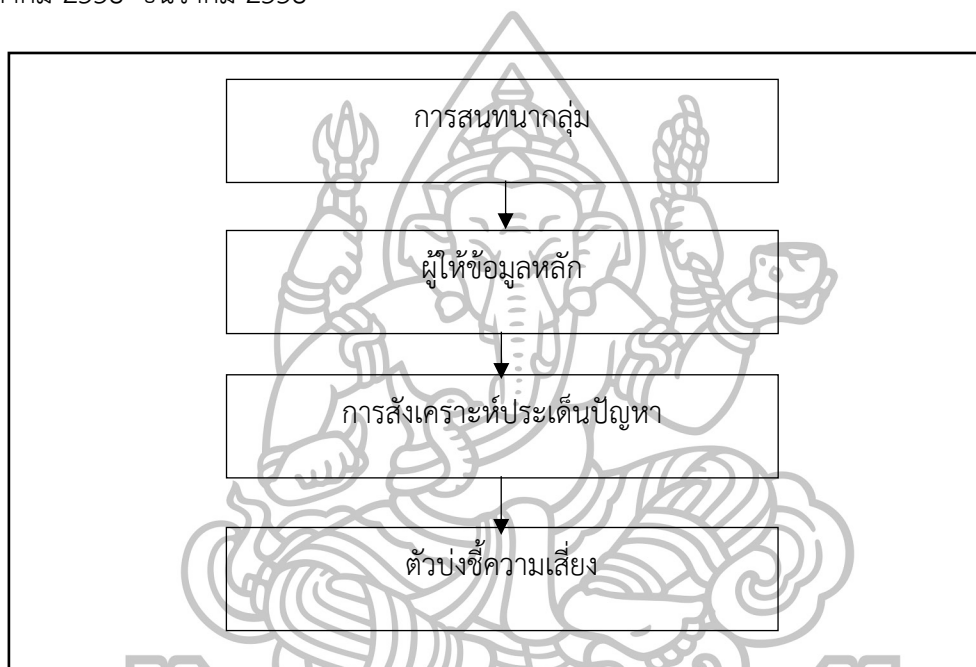 2556
การสนทนากลุ่ม
ผู้ให้ข้อมูลหลัก
การสังเคราะห์ประเด็นปัญหา
ตัวบ่งชี้ความเสี่ยง